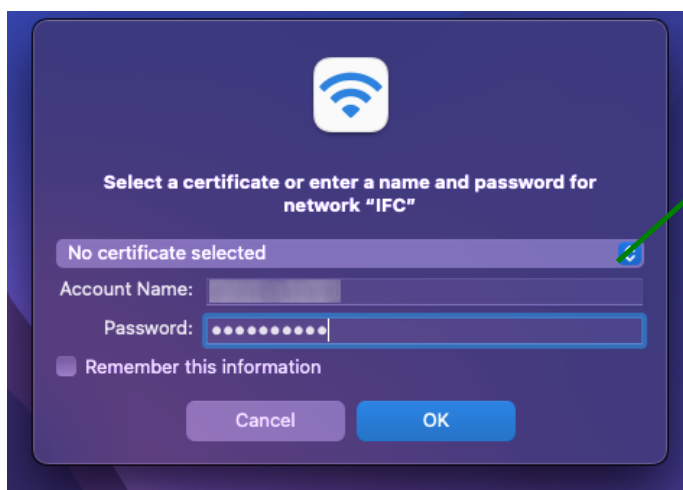 Select a certificate or enter a name and password for
network “IFC”
No certificate selected
Account Name:
Password: ••••••••••
Remember this information
Cancel
OK